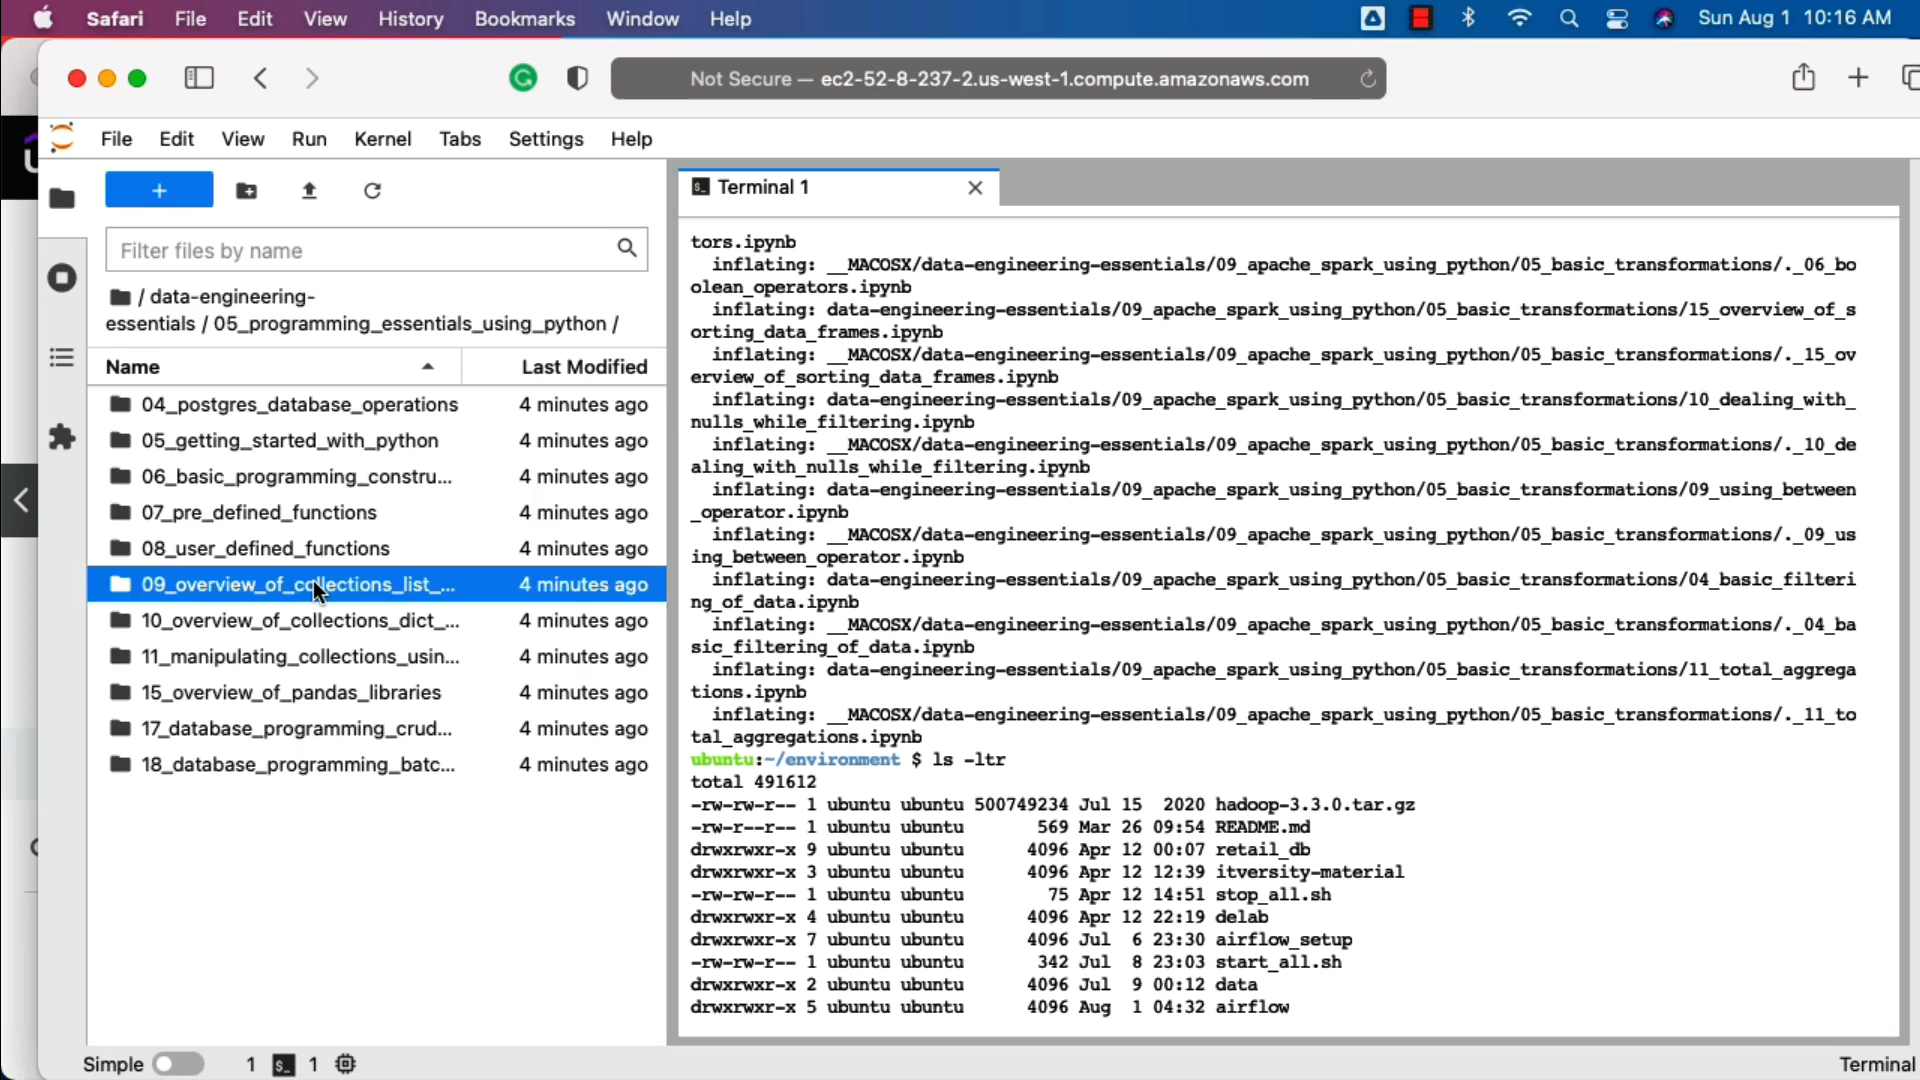 Safari File Edit View History Bookmarks Window Help Sun Aug 1 10:16 AM
Not Secure — ec2-52-8-237-2.us-west-1.compute.amazonaws.com
File Edit View Run Kernel Tabs Settings Help
Filter files by name
/ data-engineering-
essentials / 05_programming_essentials_using_python /
Name Last Modified
04_postgres_database_operations 4 minutes ago
05_getting_started_with_python 4 minutes ago
06_basic_programming_constru... 4 minutes ago
07_pre_defined_functions 4 minutes ago
08_user_defined_functions 4 minutes ago
09_overview_of_collections_list_... 4 minutes ago
10_overview_of_collections_dict_... 4 minutes ago
11_manipulating_collections_usin... 4 minutes ago
15_overview_of_pandas_libraries 4 minutes ago
17_database_programming_crud... 4 minutes ago
18_database_programming_batc... 4 minutes ago
Terminal 1
tors.ipynb
inflating: __MACOSX/data-engineering-essentials/09_apache_spark_using_python/05_basic_transformations/._06_bo
olean_operators.ipynb
inflating: data-engineering-essentials/09_apache_spark_using_python/05_basic_transformations/15_overview_of_s
orting_data_frames.ipynb
inflating: __MACOSX/data-engineering-essentials/09_apache_spark_using_python/05_basic_transformations/._15_ov
erview_of_sorting_data_frames.ipynb
inflating: data-engineering-essentials/09_apache_spark_using_python/05_basic_transformations/10_dealing_with_
nulls_while_filtering.ipynb
inflating: __MACOSX/data-engineering-essentials/09_apache_spark_using_python/05_basic_transformations/._10_de
aling_with_nulls_while_filtering.ipynb
inflating: data-engineering-essentials/09_apache_spark_using_python/05_basic_transformations/09_using_between
_operator.ipynb
inflating: __MACOSX/data-engineering-essentials/09_apache_spark_using_python/05_basic_transformations/._09_us
ing_between_operator.ipynb
inflating: data-engineering-essentials/09_apache_spark_using_python/05_basic_transformations/04_basic_filteri
ng_of_data.ipynb
inflating: __MACOSX/data-engineering-essentials/09_apache_spark_using_python/05_basic_transformations/._04_ba
sic_filtering_of_data.ipynb
inflating: data-engineering-essentials/09_apache_spark_using_python/05_basic_transformations/11_total_aggrega
tions.ipynb
inflating: __MACOSX/data-engineering-essentials/09_apache_spark_using_python/05_basic_transformations/._11_to
tal_aggregations.ipynb
ubuntu:~/environment $ ls -ltr
total 491612
-rw-rw-r-- 1 ubuntu ubuntu 500749234 Jul 15 2020 hadoop-3.3.0.tar.gz
-rw-r--r-- 1 ubuntu ubuntu 569 Mar 26 09:54 README.md
drwxrwxr-x 9 ubuntu ubuntu 4096 Apr 12 00:07 retail_db
drwxrwxr-x 3 ubuntu ubuntu 4096 Apr 12 12:39 itversity-material
-rw-rw-r-- 1 ubuntu ubuntu 75 Apr 12 14:51 stop_all.sh
drwxrwxr-x 4 ubuntu ubuntu 4096 Apr 12 22:19 delab
drwxrwxr-x 7 ubuntu ubuntu 4096 Jul 6 23:30 airflow_setup
-rw-rw-r-- 1 ubuntu ubuntu 342 Jul 8 23:03 start_all.sh
drwxrwxr-x 2 ubuntu ubuntu 4096 Jul 9 00:12 data
drwxrwxr-x 5 ubuntu ubuntu 4096 Aug 1 04:32 airflow
Simple 1 1 Terminal